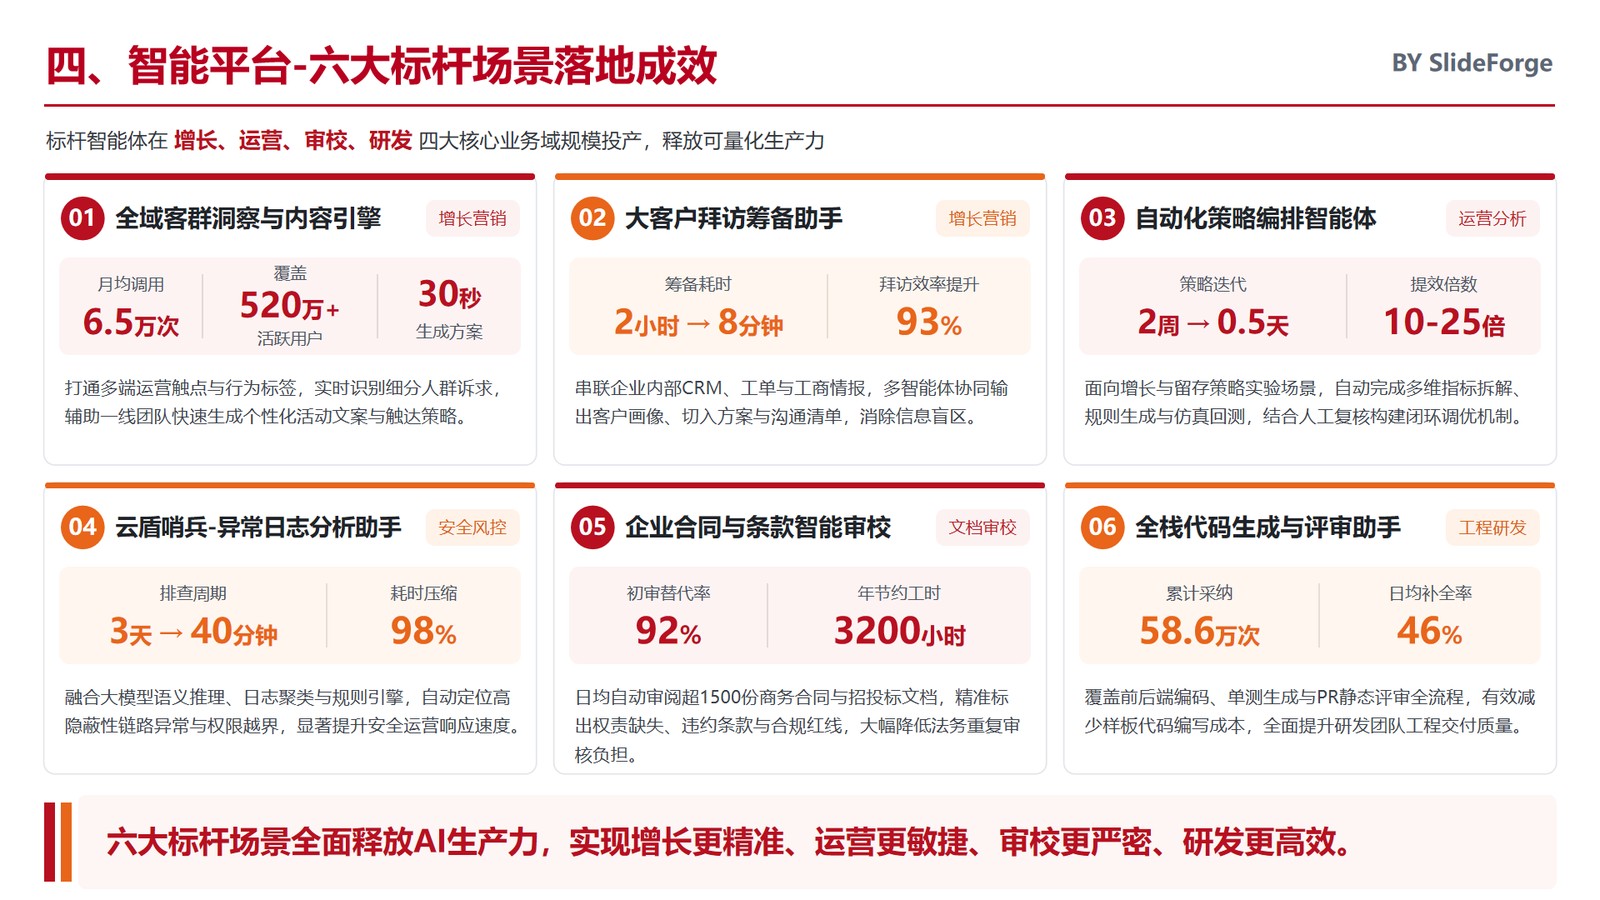 四、智能平台-六大标杆场景落地成效
BY SlideForge
标杆智能体在 增长、运营、审校、研发 四大核心业务域规模投产，释放可量化生产力
01 全域客群洞察与内容引擎 增长营销
月均调用
6.5万次
覆盖
520万+
活跃用户
30秒
生成方案
打通多端运营触点与行为标签，实时识别细分人群诉求，
辅助一线团队快速生成个性化活动文案与触达策略。
02 大客户拜访筹备助手 增长营销
筹备耗时
2小时→8分钟
拜访效率提升
93%
串联企业内部CRM、工单与工商情报，多智能体协同输
出客户画像、切入方案与沟通清单，消除信息盲区。
03 自动化策略编排智能体 运营分析
策略迭代
2周→0.5天
提效倍数
10-25倍
面向增长与留存策略实验场景，自动完成多维指标拆解、
规则生成与仿真回测，结合人工复核构建闭环调优机制。
04 云盾哨兵-异常日志分析助手 安全风控
排查周期
3天→40分钟
耗时压缩
98%
融合大模型语义推理、日志聚类与规则引擎，自动定位高
隐蔽性链路异常与权限越界，显著提升安全运营响应速度。
05 企业合同与条款智能审校 文档审校
初审替代率
92%
年节约工时
3200小时
日均自动审阅超1500份商务合同与招投标文档，精准标
出权责缺失、违约条款与合规红线，大幅降低法务重复审
核负担。
06 全栈代码生成与评审助手 工程研发
累计采纳
58.6万次
日均补全率
46%
覆盖前后端编码、单测生成与PR静态评审全流程，有效减
少样板代码编写成本，全面提升研发团队工程交付质量。
六大标杆场景全面释放AI生产力，实现增长更精准、运营更敏捷、审校更严密、研发更高效。